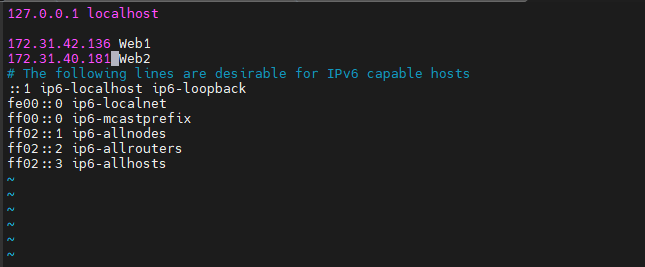 127.0.0.1 localhost
172.31.42.136 Web1
172.31.40.181 Web2
# The following lines are desirable for IPv6 capable hosts
::1 ip6-localhost ip6-loopback
fe00::0 ip6-localnet
ff00::0 ip6-mcastprefix
ff02::1 ip6-allnodes
ff02::2 ip6-allrouters
ff02::3 ip6-allhosts
~
~
~
~
~
~